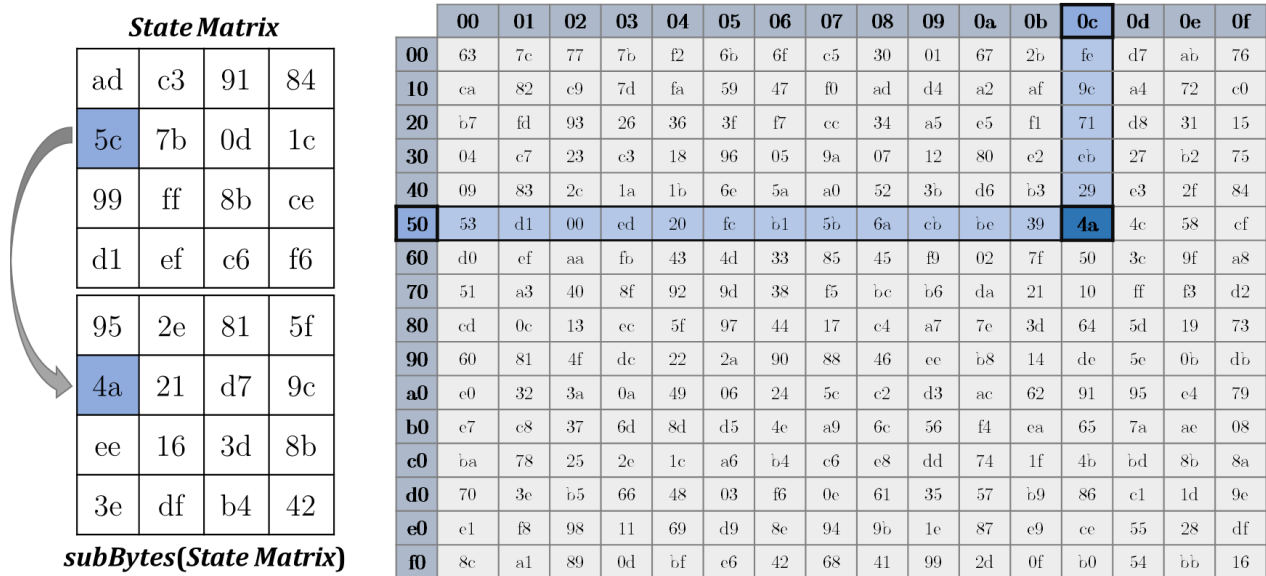 State Matrix
ad c3 91 84
5c 7b 0d 1c
99 ff 8b ce
d1 ef c6 f6
95 2e 81 5f
4a 21 d7 9c
ee 16 3d 8b
3e df b4 42
subBytes(State Matrix)
00 01 02 03 04 05 06 07 08 09 0a 0b 0c 0d 0e 0f
00 63 7c 77 7b f2 6b 6f c5 30 01 67 2b fe d7 ab 76
10 ca 82 c9 7d fa 59 47 f0 ad d4 a2 af 9c a4 72 c0
20 b7 fd 93 26 36 3f f7 cc 34 a5 e5 f1 71 d8 31 15
30 04 c7 23 c3 18 96 05 9a 07 12 80 e2 eb 27 b2 75
40 09 83 2c 1a 1b 6e 5a a0 52 3b d6 b3 29 e3 2f 84
50 53 d1 00 ed 20 fc b1 5b 6a cb be 39 4a 4c 58 cf
60 d0 ef aa fb 43 4d 33 85 45 f9 02 7f 50 3c 9f a8
70 51 a3 40 8f 92 9d 38 f5 bc b6 da 21 10 ff f3 d2
80 cd 0c 13 ec 5f 97 44 17 c4 a7 7e 3d 64 5d 19 73
90 60 81 4f dc 22 2a 90 88 46 ee b8 14 de 5e 0b db
a0 e0 32 3a 0a 49 06 24 5c c2 d3 ac 62 91 95 e4 79
b0 e7 c8 37 6d 8d d5 4e a9 6c 56 f4 ea 65 7a ae 08
c0 ba 78 25 2e 1c a6 b4 c6 e8 dd 74 1f 4b bd 8b 8a
d0 70 3e b5 66 48 03 f6 0e 61 35 57 b9 86 c1 1d 9e
e0 e1 f8 98 11 69 d9 8e 94 9b 1e 87 e9 ce 55 28 df
f0 8c a1 89 0d bf e6 42 68 41 99 2d 0f b0 54 bb 16